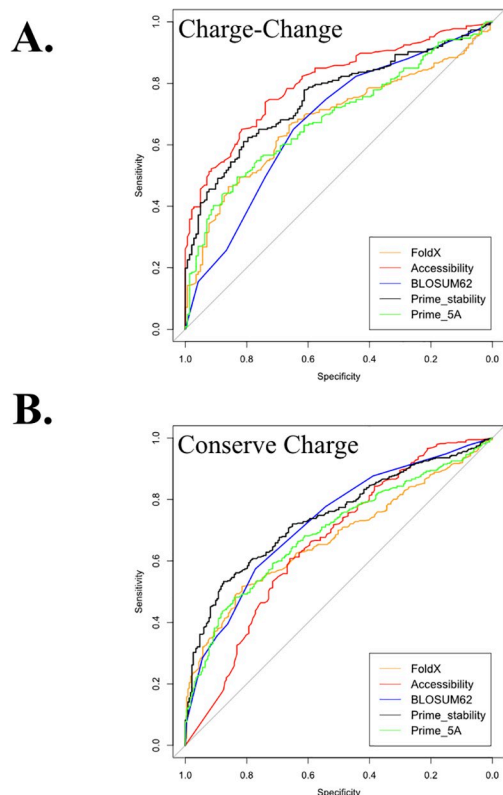 A.
Charge-Change
1.0
0.8
0.6
0.4
0.2
0.0
Sensitivity
FoldX
Accessibility
BLOSUM62
Prime_stability
Prime_5A
1.0 0.8 0.6 0.4 0.2 0.0
Specificity
B.
Conserve Charge
1.0
0.8
0.6
0.4
0.2
0.0
Sensitivity
FoldX
Accessibility
BLOSUM62
Prime_stability
Prime_5A
1.0 0.8 0.6 0.4 0.2 0.0
Specificity